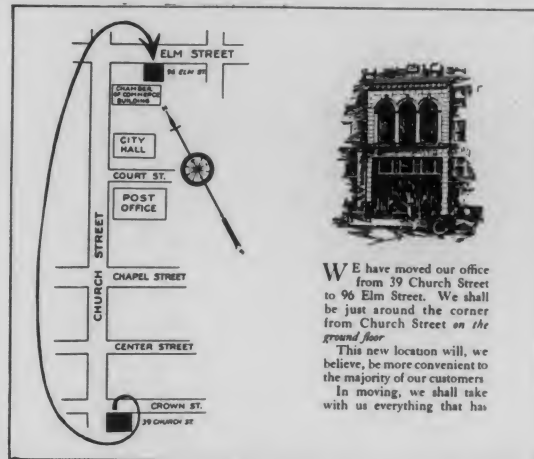 ELM STREET
96 ELM ST.
CHAMBER
OF COMMERCE
BUILDING
CITY
HALL
COURT ST.
POST
OFFICE
CHURCH STREET
CHAPEL STREET
CENTER STREET
CROWN ST.
39 CHURCH ST.
WE have moved our office
from 39 Church Street
to 96 Elm Street. We shall
be just around the corner
from Church Street on the
ground floor
This new location will, we
believe, be more convenient to
the majority of our customers
In moving, we shall take
with us everything that has